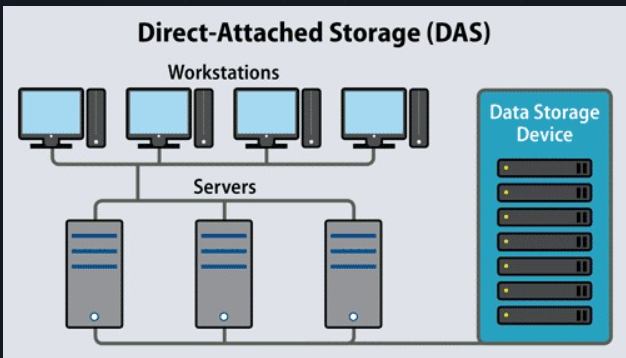 Direct-Attached Storage (DAS)
Workstations
Data Storage
Device
Servers